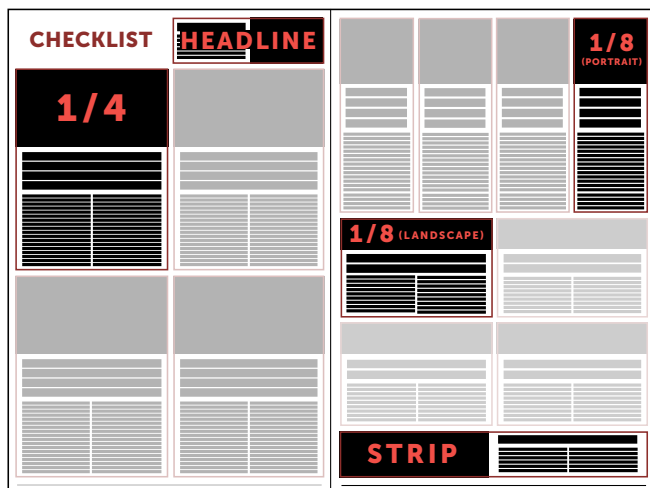 CHECKLIST
HEADLINE
1/4
1/8
(PORTRAIT)
1/8 (LANDSCAPE)
STRIP